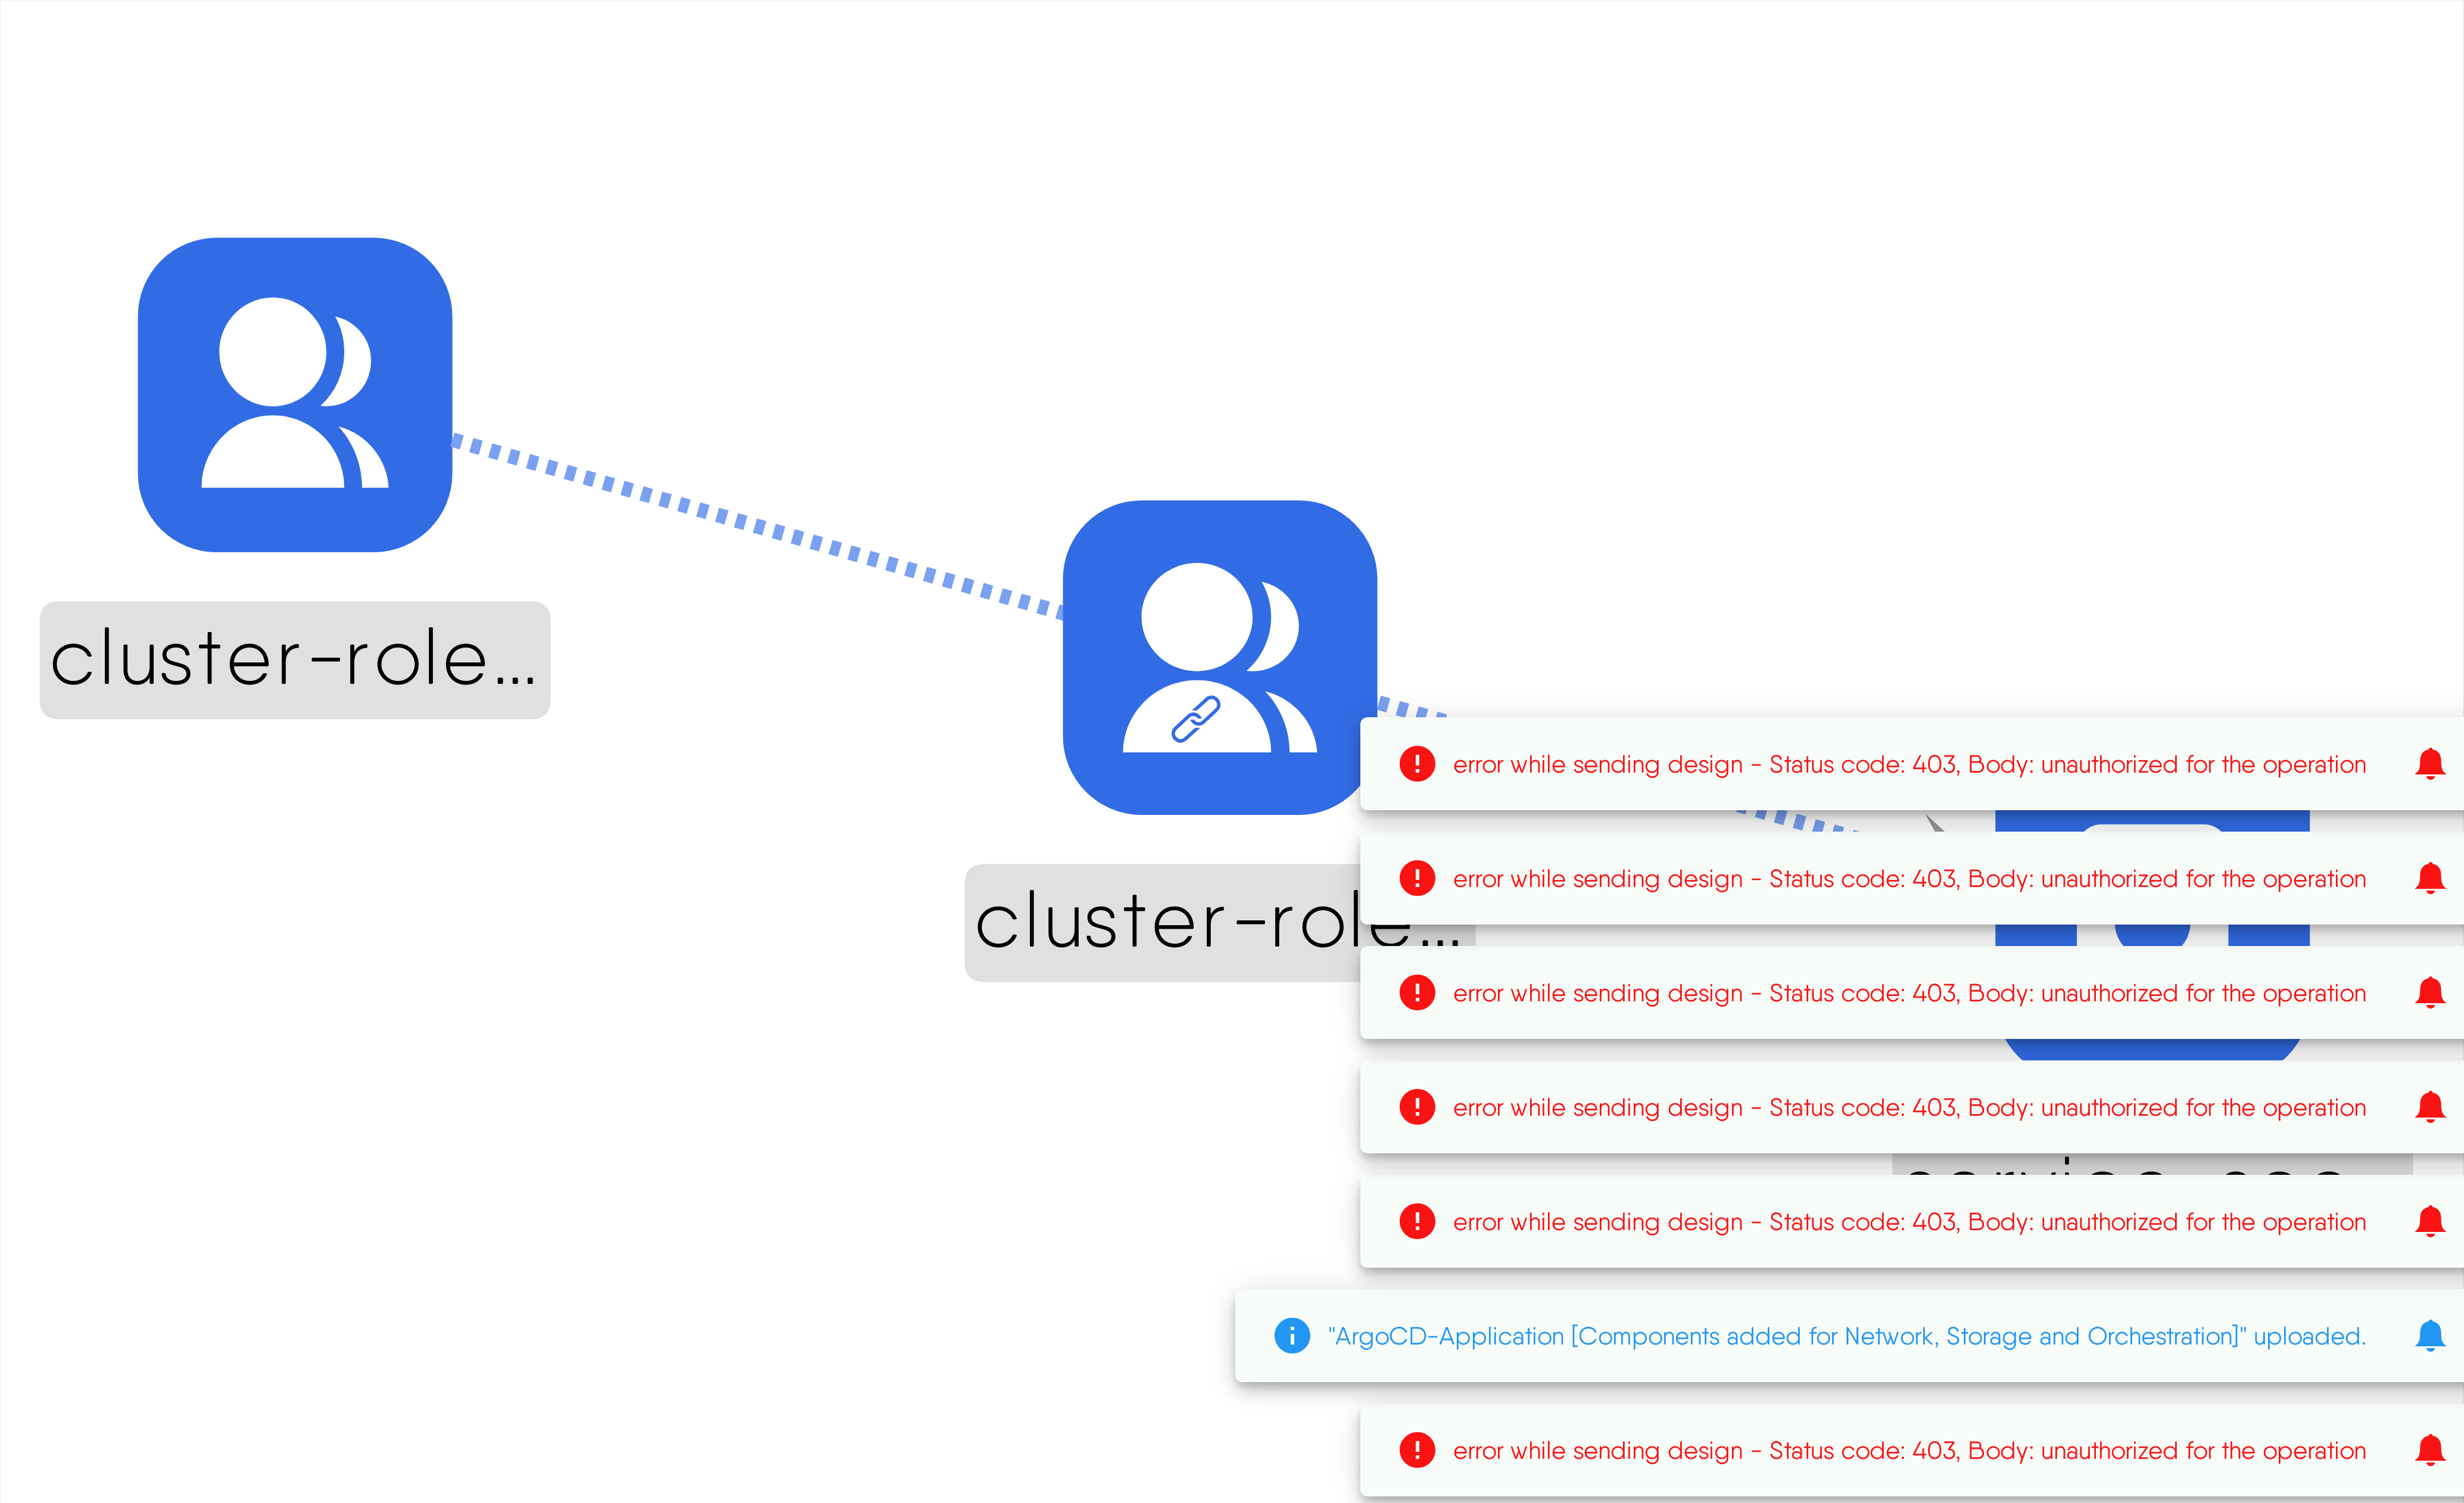 cluster-role...
error while sending design - Status code: 403, Body: unauthorized for the operation
error while sending design - Status code: 403, Body: unauthorized for the operation
cluster-role...
error while sending design - Status code: 403, Body: unauthorized for the operation
error while sending design - Status code: 403, Body: unauthorized for the operation
error while sending design - Status code: 403, Body: unauthorized for the operation
"ArgoCD-Application [Components added for Network, Storage and Orchestration]" uploaded.
error while sending design - Status code: 403, Body: unauthorized for the operation